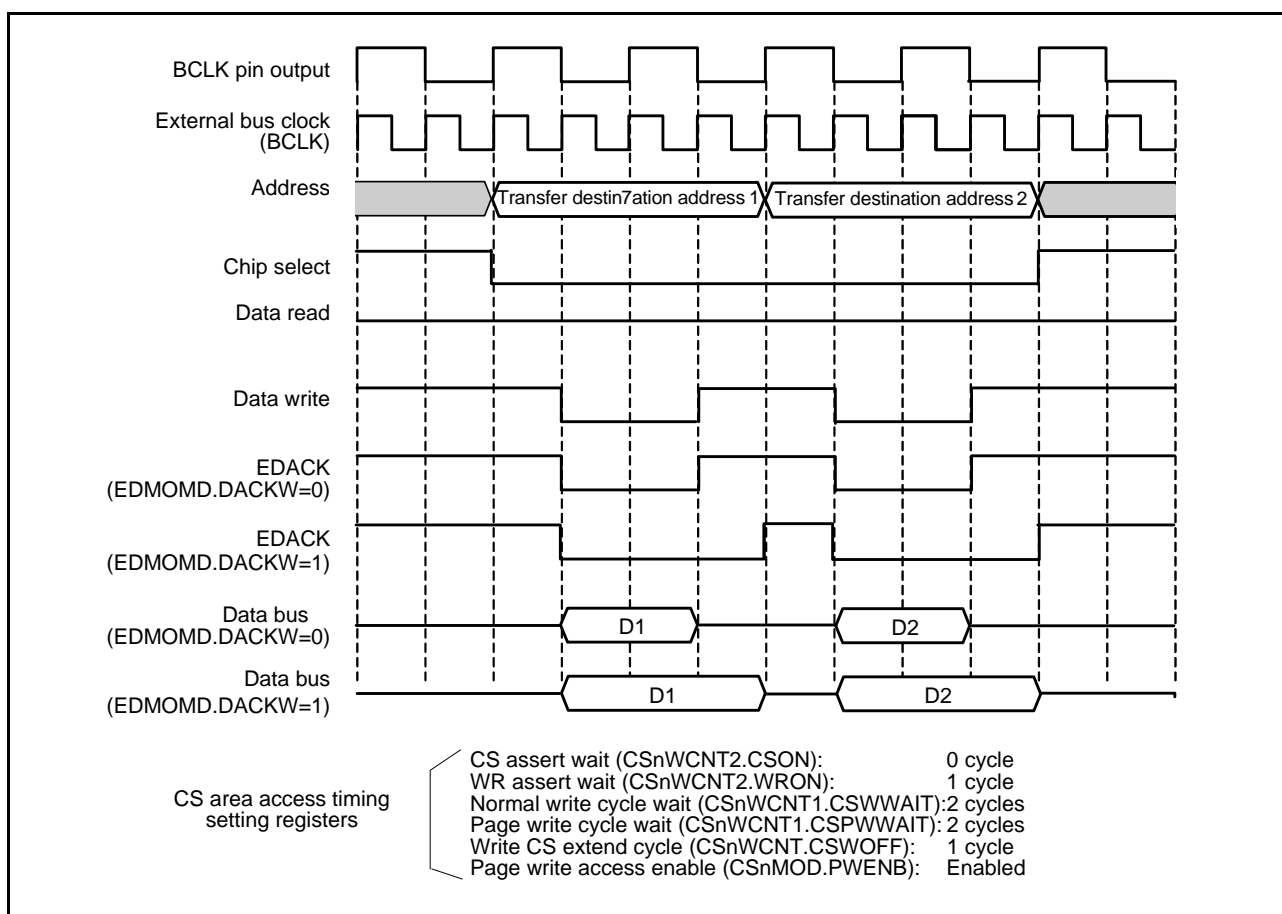 BCLK pin output
External bus clock
(BCLK)
Address
Transfer destin7ation address 1
Transfer destination address 2
Chip select
Data read
Data write
EDACK
(EDMOMD.DACKW=0)
EDACK
(EDMOMD.DACKW=1)
Data bus
(EDMOMD.DACKW=0)
D1
D2
Data bus
(EDMOMD.DACKW=1)
D1
D2
CS area access timing
setting registers
CS assert wait (CSnWCNT2.CSON): 0 cycle
WR assert wait (CSnWCNT2.WRON): 1 cycle
Normal write cycle wait (CSnWCNT1.CSWWAIT): 2 cycles
Page write cycle wait (CSnWCNT1.CSPWWAIT): 2 cycles
Write CS extend cycle (CSnWCNT.CSWOFF): 1 cycle
Page write access enable (CSnMOD.PWENB): Enabled